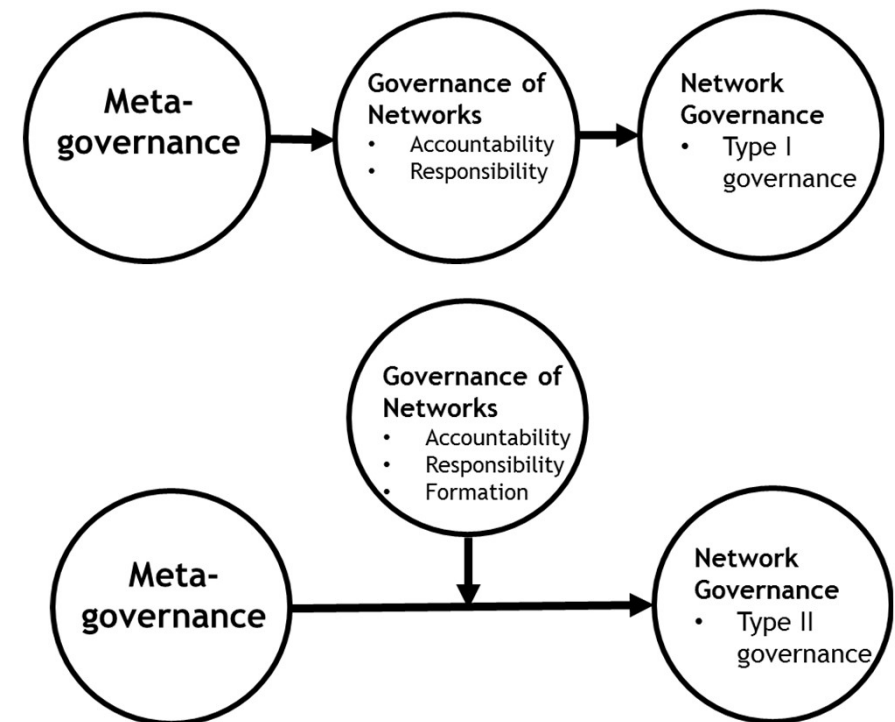 Meta-
governance
Governance of
Networks
• Accountability
• Responsibility
Network
Governance
• Type I
governance
Governance of
Networks
• Accountability
• Responsibility
• Formation
Meta-
governance
Network
Governance
• Type II
governance